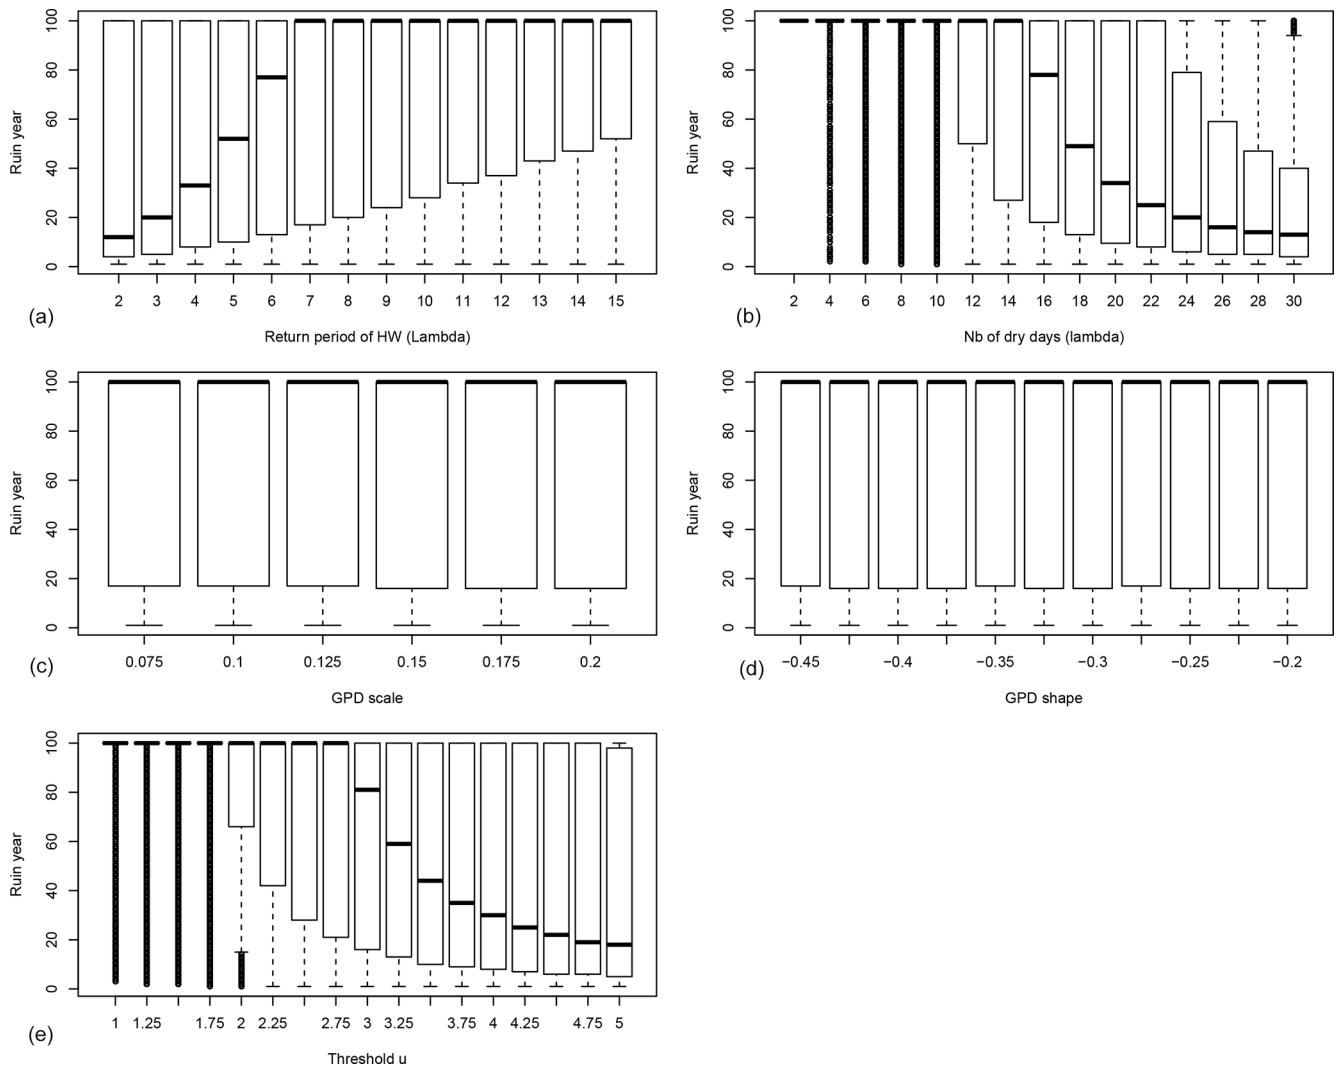 Ruin year
0 20 40 60 80 100
2 3 4 5 6 7 8 9 10 11 12 13 14 15
(a)
Return period of HW (Lambda)
Ruin year
0 20 40 60 80 100
2 4 6 8 10 12 14 16 18 20 22 24 26 28 30
(b)
Nb of dry days (lambda)
Ruin year
0 20 40 60 80 100
0.075 0.1 0.125 0.15 0.175 0.2
(c)
GPD scale
Ruin year
0 20 40 60 80 100
−0.45 −0.4 −0.35 −0.3 −0.25 −0.2
(d)
GPD shape
Ruin year
0 20 40 60 80 100
1 1.25 1.75 2 2.25 2.75 3 3.25 3.75 4 4.25 4.75 5
(e)
Threshold u